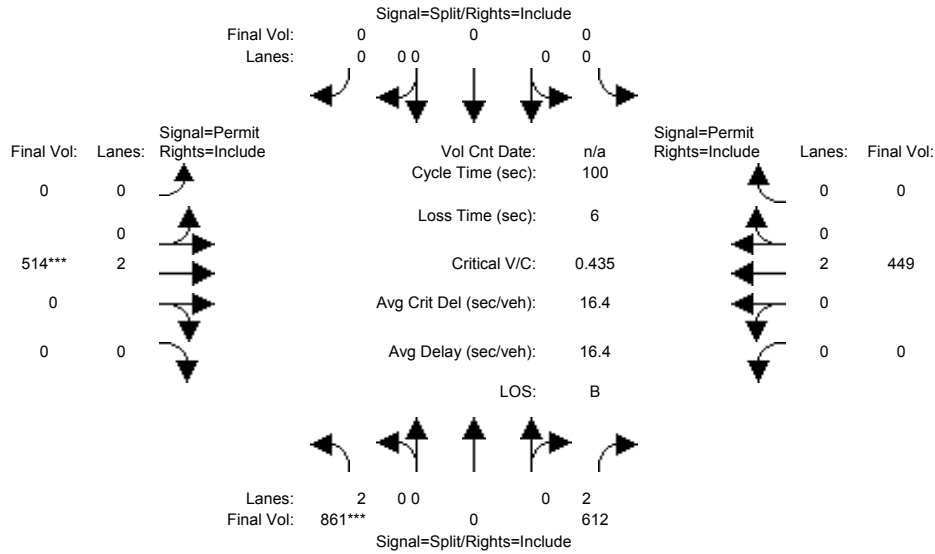 Signal=Split/Rights=Include
Final Vol: 0 0 0
Lanes: 0 0 0 0 0
Signal=Permit
Final Vol: Lanes: Rights=Include
Vol Cnt Date: n/a
Signal=Permit
Rights=Include Lanes: Final Vol:
Cycle Time (sec): 100
0 0
0 0
Loss Time (sec): 6
0
0
514*** 2
Critical V/C: 0.435
2 449
0
Avg Crit Del (sec/veh): 16.4
0
0 0
Avg Delay (sec/veh): 16.4
0 0
LOS: B
Lanes: 2 0 0 0 2
Final Vol: 861*** 0 612
Signal=Split/Rights=Include